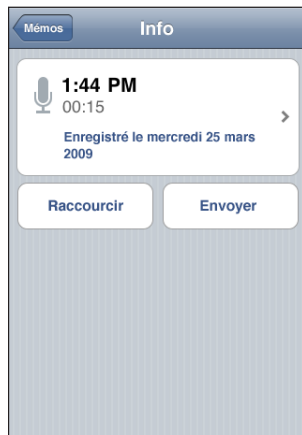 Mémos
Info
1:44 PM
00:15
Enregistré le mercredi 25 mars
2009
Raccourcir
Envoyer